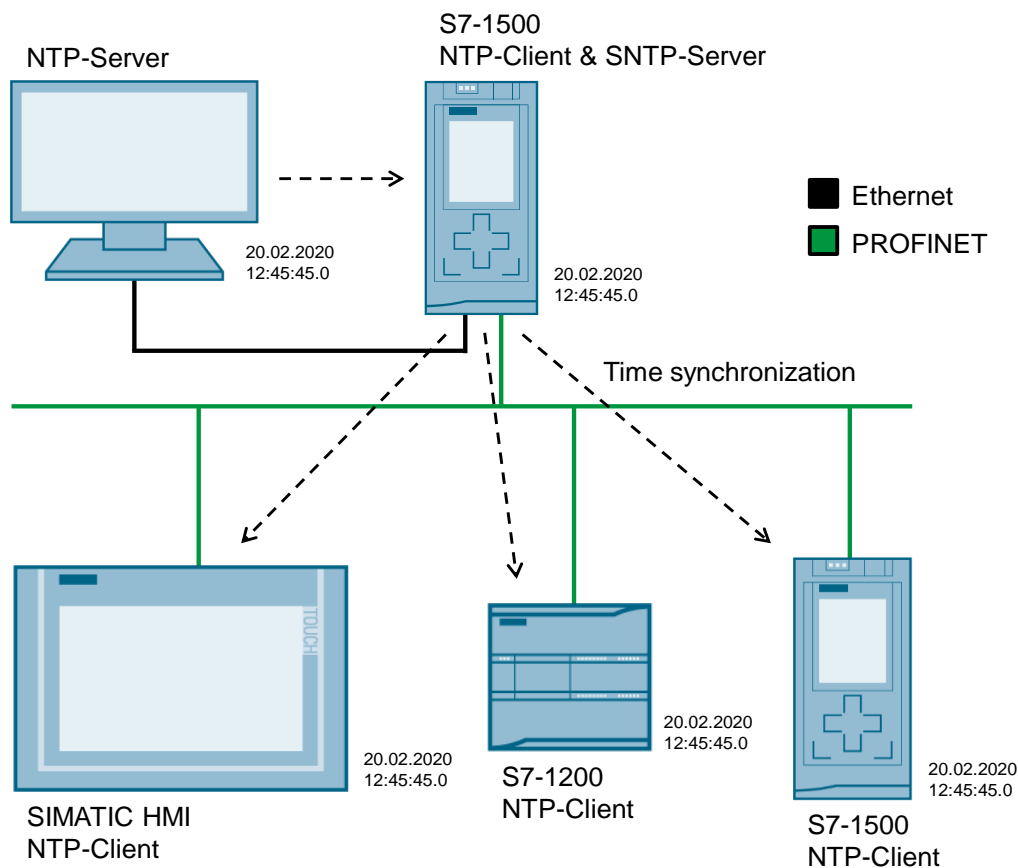 NTP-Server
S7-1500
NTP-Client & SNTP-Server
Ethernet
PROFINET
20.02.2020
12:45:45.0
20.02.2020
12:45:45.0
Time synchronization
TOUCH
20.02.2020
12:45:45.0
SIMATIC HMI
NTP-Client
20.02.2020
12:45:45.0
S7-1200
NTP-Client
20.02.2020
12:45:45.0
S7-1500
NTP-Client